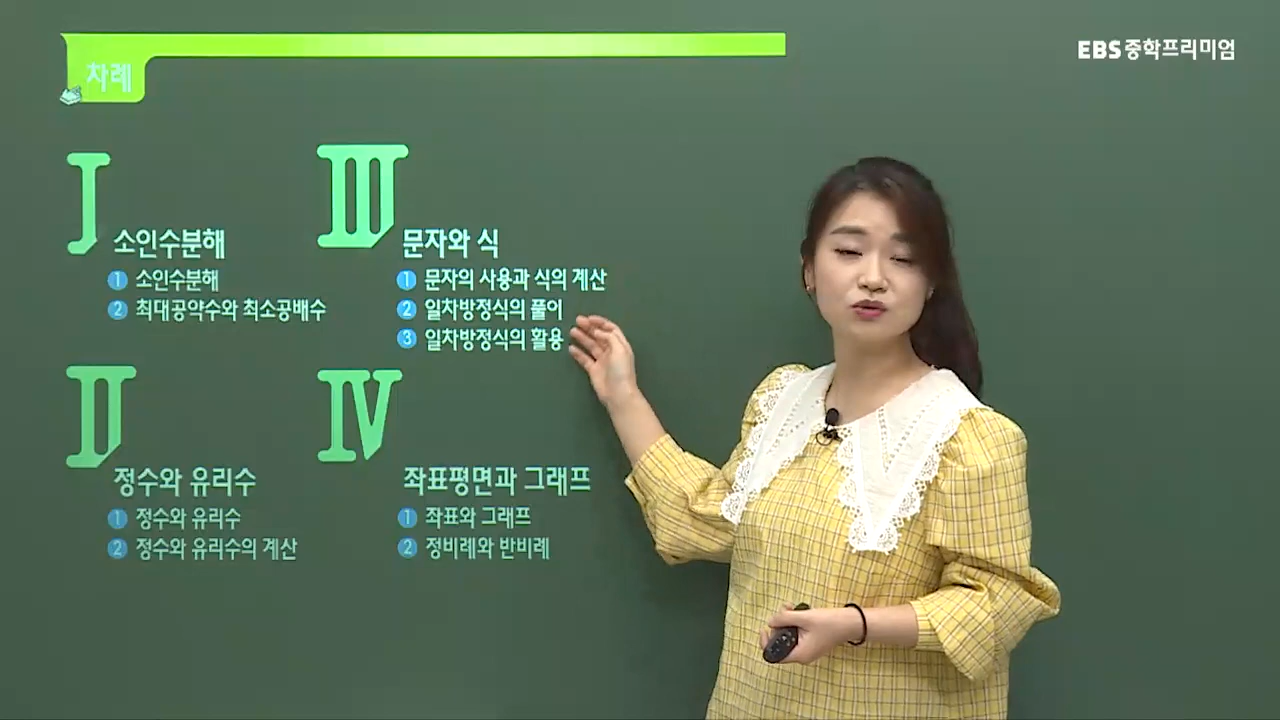 차례
EBS 중학프리미엄
I
소인수분해
1 소인수분해
2 최대공약수와 최소공배수
II
정수와 유리수
1 정수와 유리수
2 정수와 유리수의 계산
III
문자와 식
1 문자의 사용과 식의 계산
2 일차방정식의 풀이
3 일차방정식의 활용
IV
좌표평면과 그래프
1 좌표와 그래프
2 정비례와 반비례